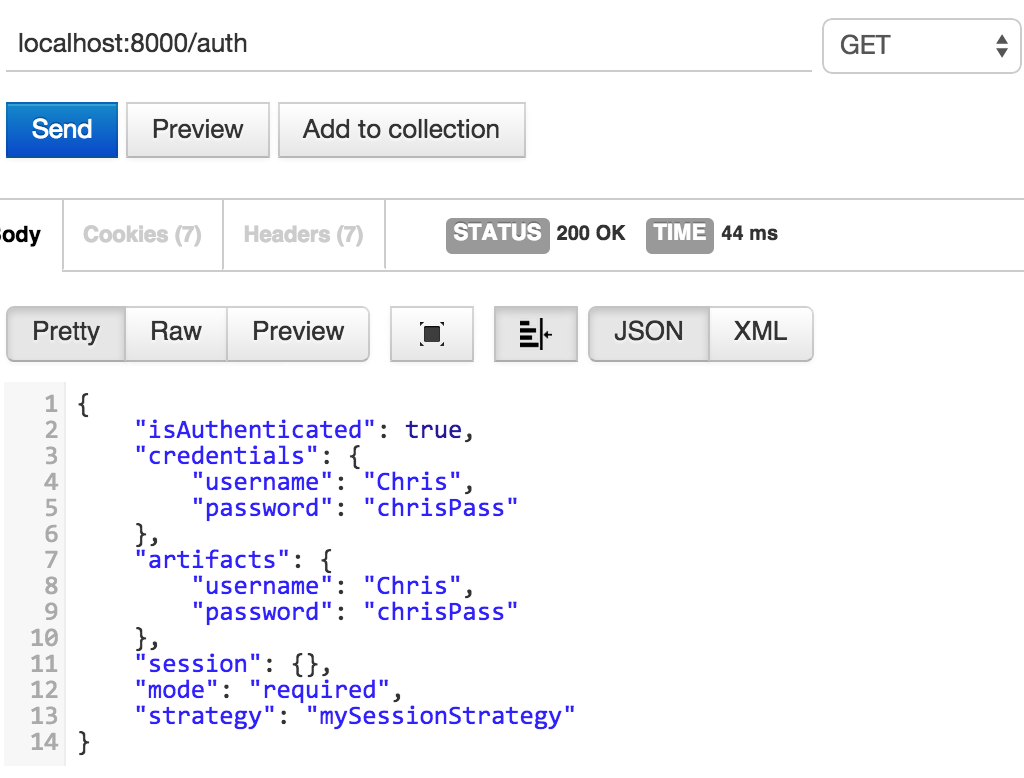 localhost:8000/auth GET
Send Preview Add to collection
ody Cookies (7) Headers (7) STATUS 200 OK TIME 44 ms
Pretty Raw Preview JSON XML
1 {
2 "isAuthenticated": true,
3 "credentials": {
4 "username": "Chris",
5 "password": "chrisPass"
6 },
7 "artifacts": {
8 "username": "Chris",
9 "password": "chrisPass"
10 },
11 "session": {},
12 "mode": "required",
13 "strategy": "mySessionStrategy"
14 }